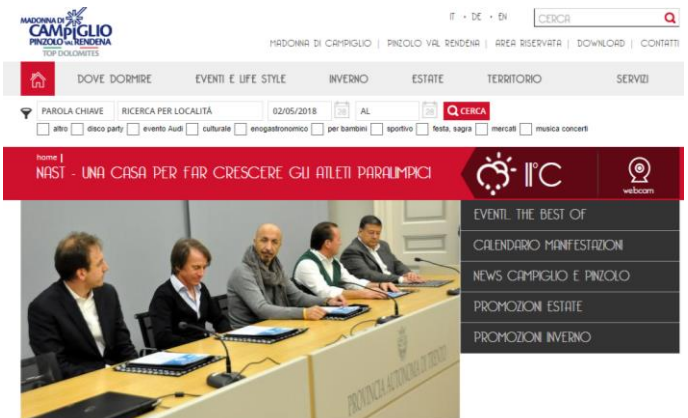 IT • DE • EN CERCA
MADONNA DI
CAMPIGLIO
PINZOLO VAL RENDENA
TOP DOLOMITES
MADONNA DI CAMPIGLIO | PINZOLO VAL RENDENA | AREA RISERVATA | DOWNLOAD | CONTATTI
DOVE DORMIRE EVENTI E LIFE STYLE INVERNO ESTATE TERRITORIO SERVIZI
PAROLA CHIAVE RICERCA PER LOCALITÀ 02/05/2018 28 AL 28 CERCA
altro disco party evento Audi culturale enogastronomico per bambini sportivo festa, sagra mercati musica concerti
home |
NAST - UNA CASA PER FAR CRESCERE GLI ATLETI PARALIMPICI
11°C
webcam
EVENTI... THE BEST OF
CALENDARIO MANIFESTAZIONI
NEWS CAMPIGLIO E PINZOLO
PROMOZIONI ESTATE
PROMOZIONI INVERNO
PROVINCIA AUTONOMA DI TRENTO